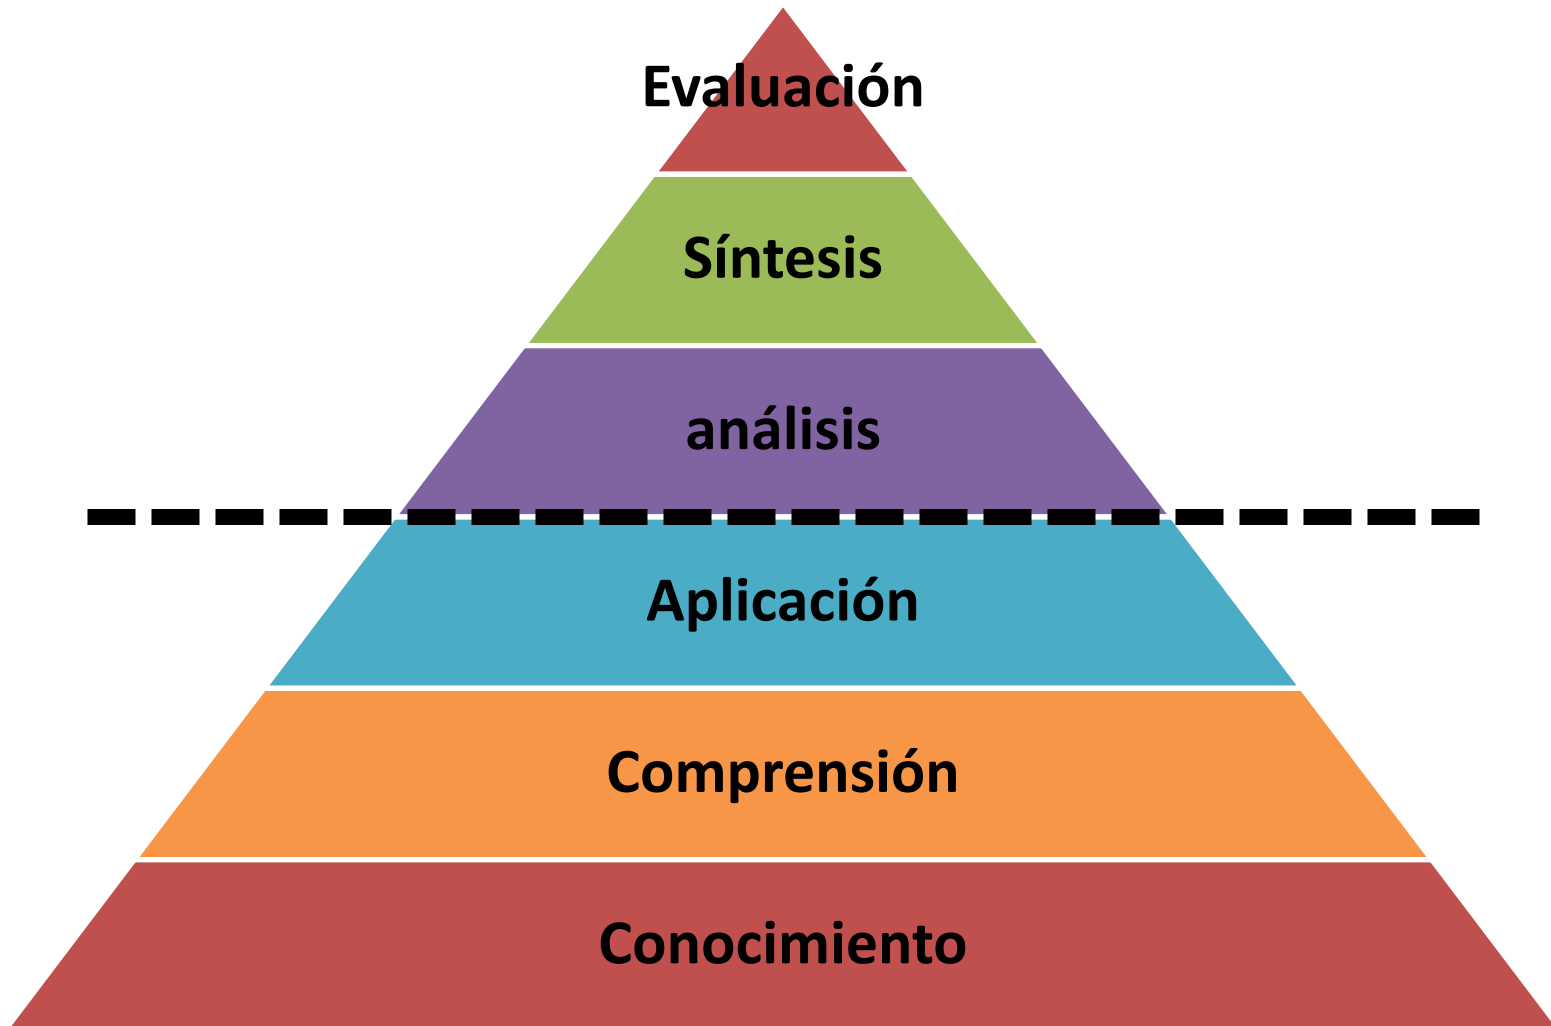 Evaluación
Síntesis
análisis
Aplicación
Comprensión
Conocimiento